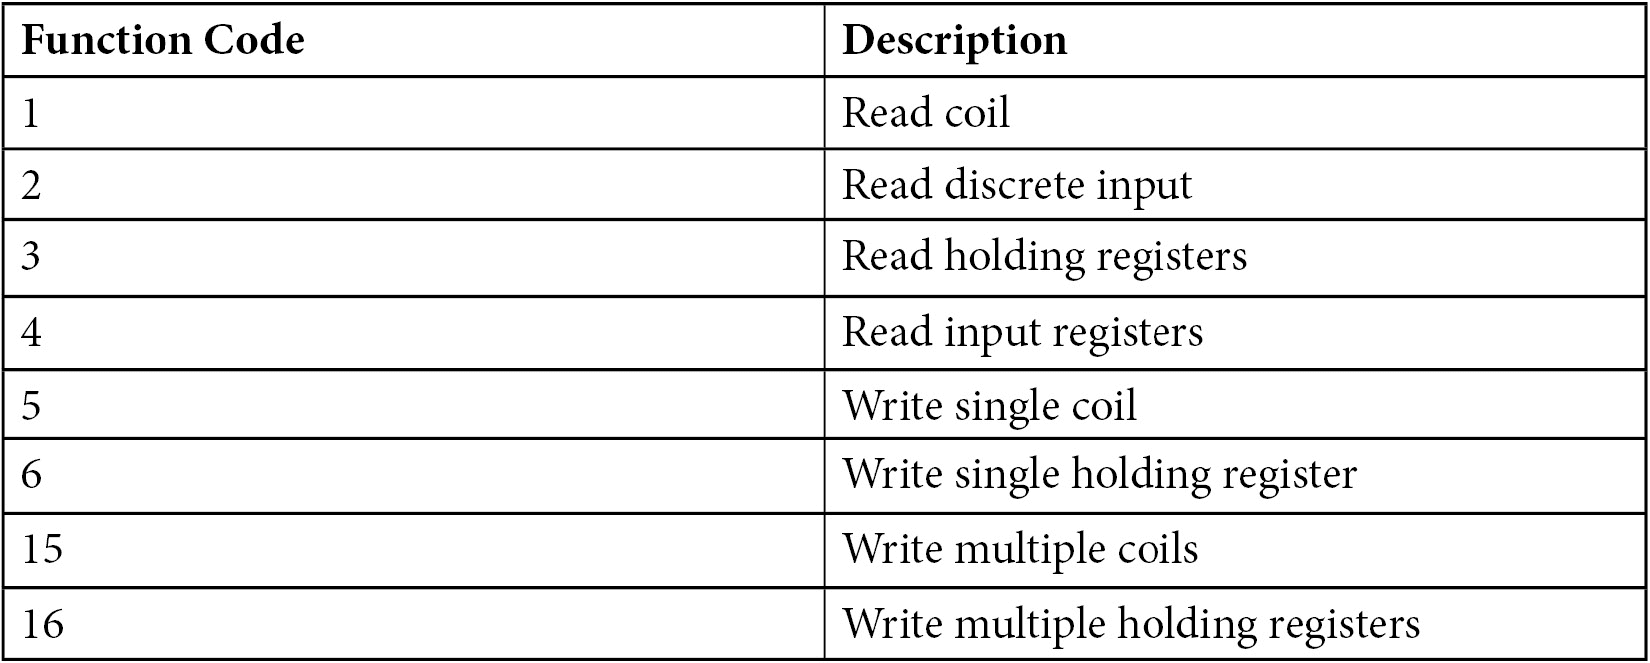 Function Code Description
1 Read coil
2 Read discrete input
3 Read holding registers
4 Read input registers
5 Write single coil
6 Write single holding register
15 Write multiple coils
16 Write multiple holding registers